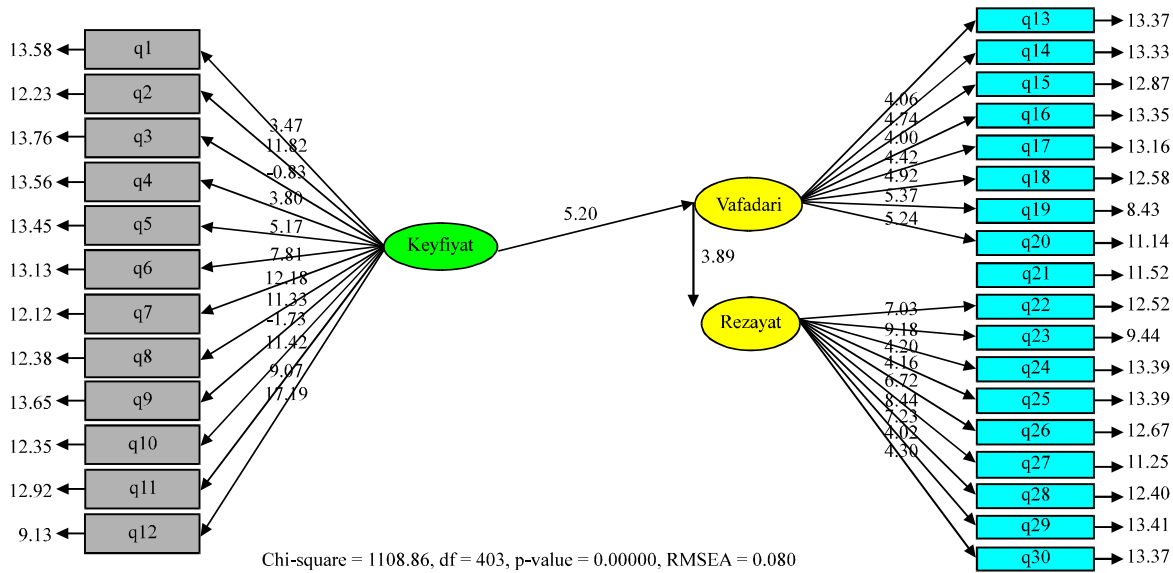 13.58 q1
12.23 q2
13.76 q3
13.56 q4
13.45 q5
13.13 q6
12.12 q7
12.38 q8
13.65 q9
12.35 q10
12.92 q11
9.13 q12
3.47
11.82
-0.83
3.80
5.17
7.81
12.18
11.33
-1.73
11.42
9.07
17.19
Keyfiyat
5.20
Vafadari
3.89
Rezayat
4.06
4.74
4.00
4.42
4.92
5.37
5.24
7.03
9.18
4.20
4.16
6.72
8.44
7.23
4.02
4.30
q13 13.37
q14 13.33
q15 12.87
q16 13.35
q17 13.16
q18 12.58
q19 8.43
q20 11.14
q21 11.52
q22 12.52
q23 9.44
q24 13.39
q25 13.39
q26 12.67
q27 11.25
q28 12.40
q29 13.41
q30 13.37
Chi-square = 1108.86, df = 403, p-value = 0.00000, RMSEA = 0.080